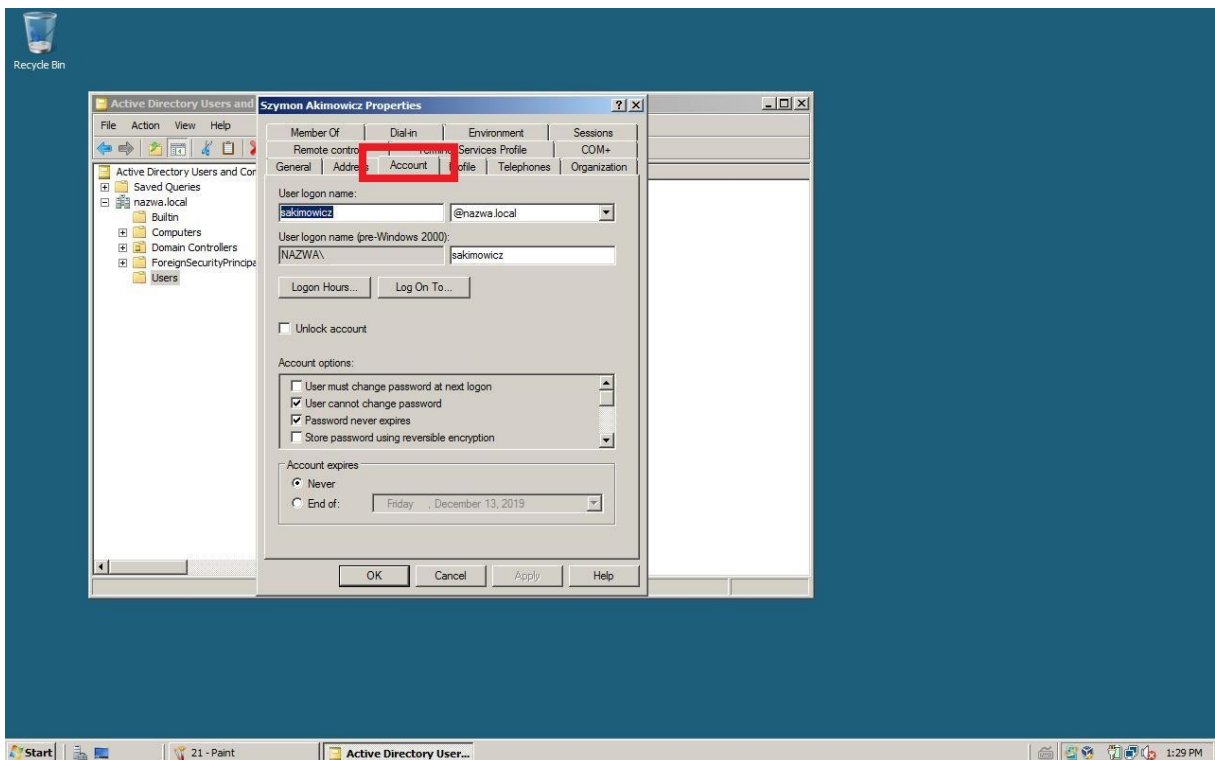 Recycle Bin
Active Directory Users and
File Action View Help
Active Directory Users and Con
Saved Queries
nazwa.local
Builtin
Computers
Domain Controllers
ForeignSecurityPrincipa
Users
Szymon Akimowicz Properties
Member Of Dial-in Environment Sessions
Remote contro Services Profile COM+
General Addres Account ofile Telephones Organization
User logon name:
sakimowicz @nazwa.local
User logon name (pre-Windows 2000):
NAZWA\ sakimowicz
Logon Hours... Log On To...
Unlock account
Account options:
User must change password at next logon
User cannot change password
Password never expires
Store password using reversible encryption
Account expires
Never
End of: Friday , December 13, 2019
OK Cancel Apply Help
Start 21 - Paint Active Directory User... 1:29 PM